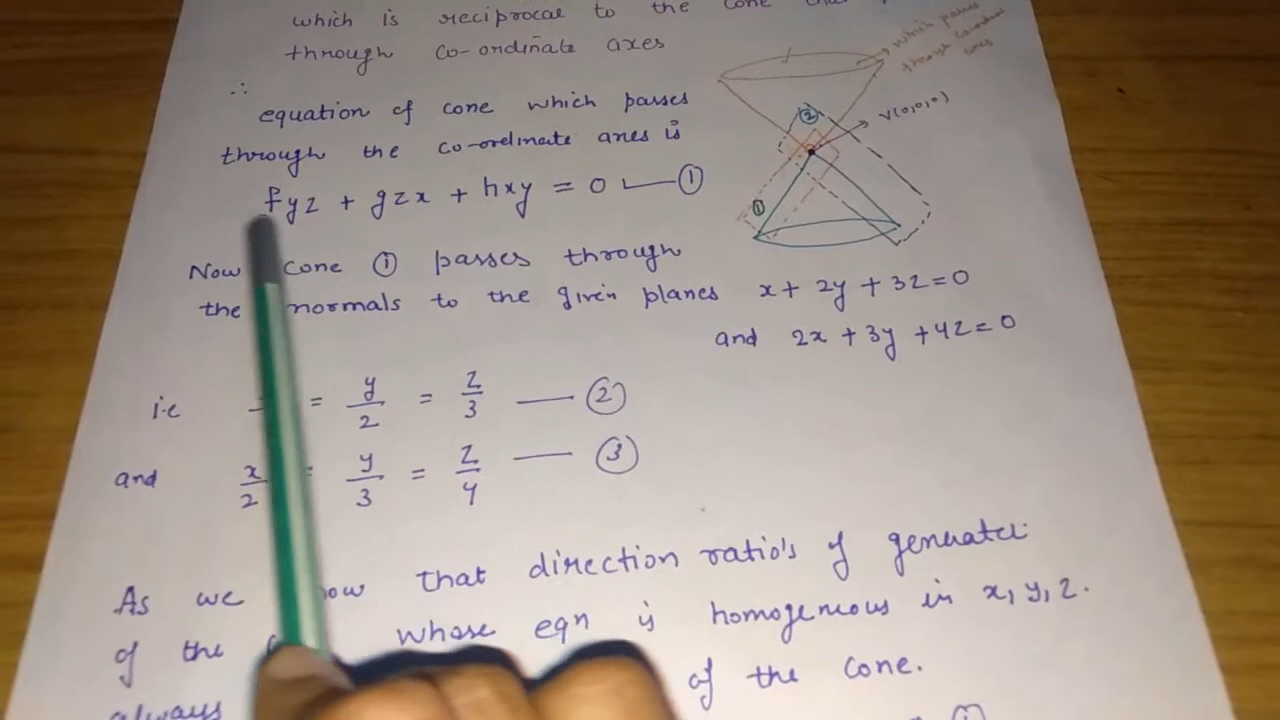 which is reciprocal to the cone that
through co-ordinate axes
which passes
through co-ordinate
axes
∴
equation of cone which passes
through the co-ordinate axes is
fyz + gzx + hxy = 0 — ①
②
V(0,0,0)
①
Now cone ① passes through
the normals to the given planes x + 2y + 3z = 0
and 2x + 3y + 4z = 0
i.e = y/2 = z/3 — ②
and x/2 = y/3 = z/4 — ③
As we that direction ratio's of generator
of the whose eqn is homogeneous in x, y, z.
always of the cone.
①